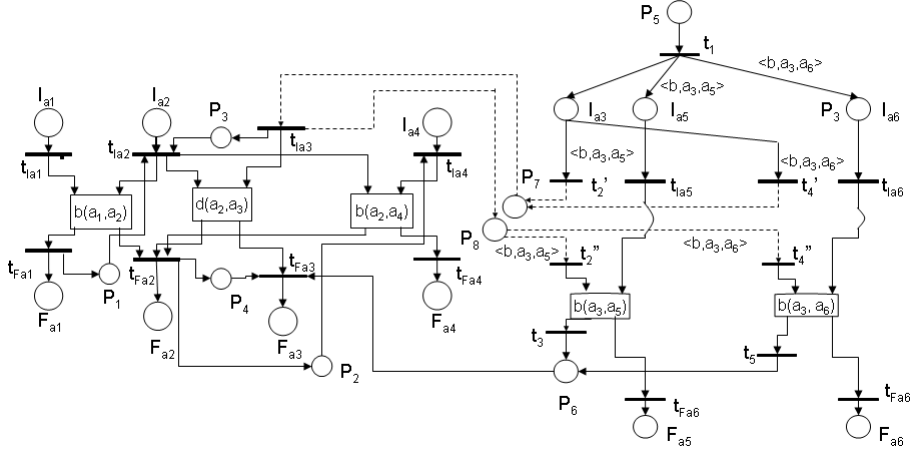 P5
t1
<b,a3,a6>
<b,a3,a5>
Ia1
Ia2
P3
Ia4
Ia3
Ia5
P3
Ia6
tIa1
tIa2
tIa3
tIa4
<b,a3,a5>
<b,a3,a6>
P7
t2'
tIa5
t4'
tIa6
b(a1,a2)
d(a2,a3)
b(a2,a4)
P8
<b,a3,a5>
<b,a3,a6>
tFa1
P1
tFa2
P4
tFa3
tFa4
t2"
t4"
Fa1
Fa2
Fa3
Fa4
b(a3,a5)
b(a3, a6)
t3
t5
P2
P6
tFa6
tFa6
Fa5
Fa6